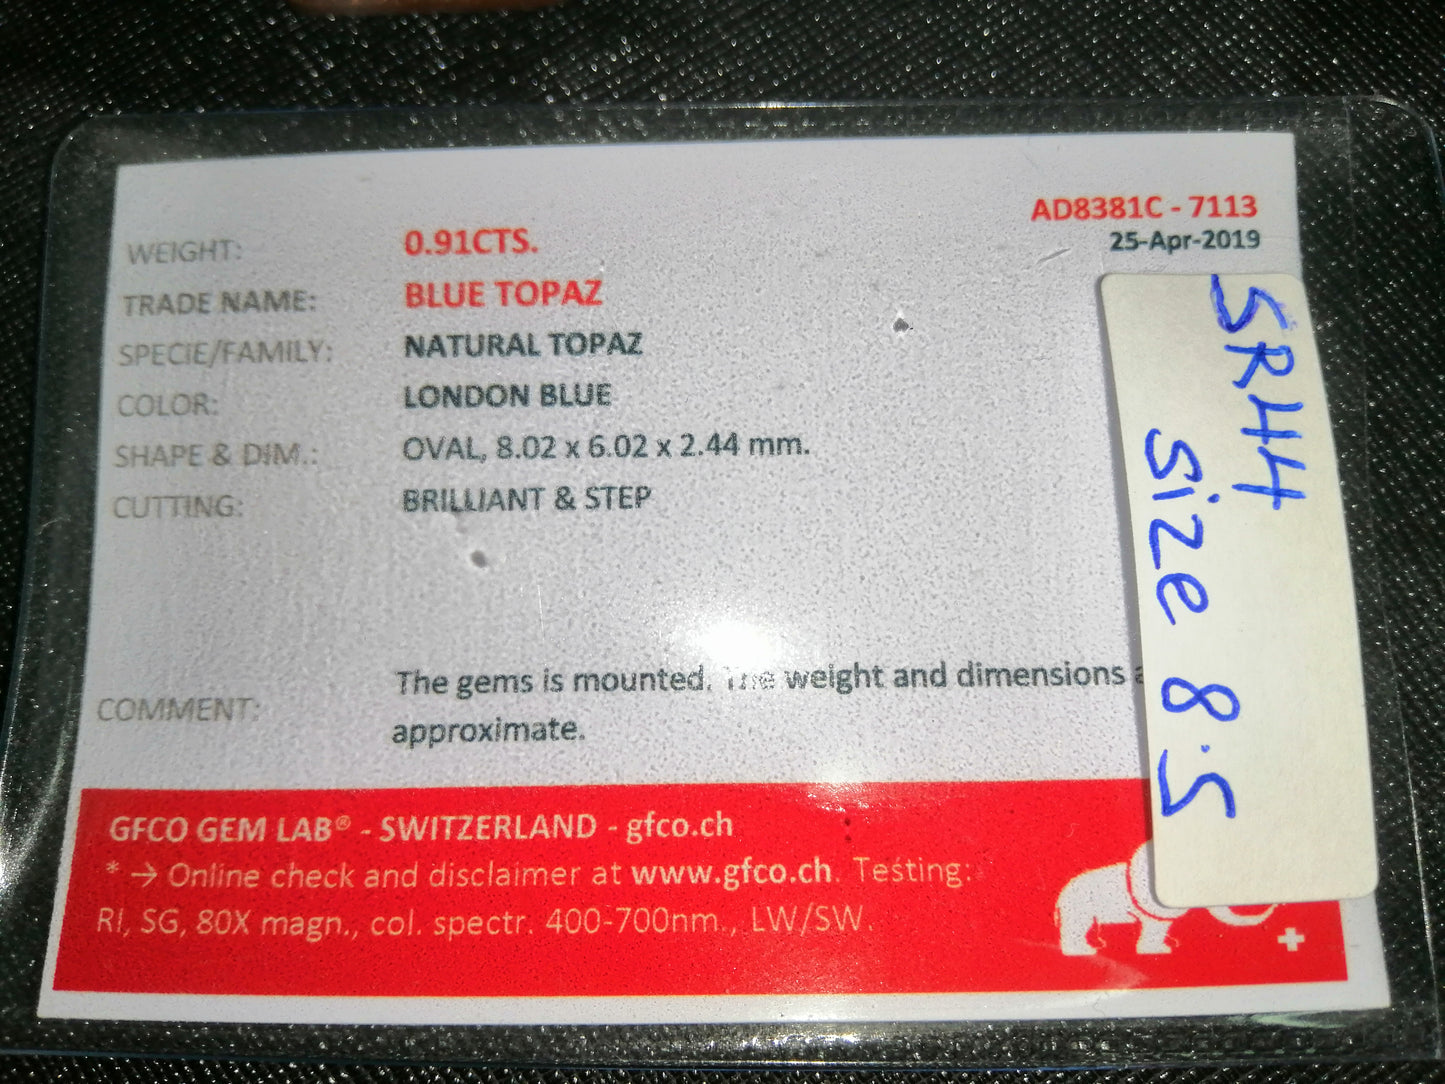 AD8381C - 7113
25-Apr-2019
WEIGHT: 0.91CTS.
TRADE NAME: BLUE TOPAZ
SPECIE/FAMILY: NATURAL TOPAZ
COLOR: LONDON BLUE
SHAPE & DIM.: OVAL, 8.02 x 6.02 x 2.44 mm.
CUTTING: BRILLIANT & STEP
COMMENT: The gems is mounted. The weight and dimensions
approximate.
GFCO GEM LAB® - SWITZERLAND - gfco.ch
* → Online check and disclaimer at www.gfco.ch. Testing:
RI, SG, 80X magn., col. spectr. 400-700nm., LW/SW.
size 8.5